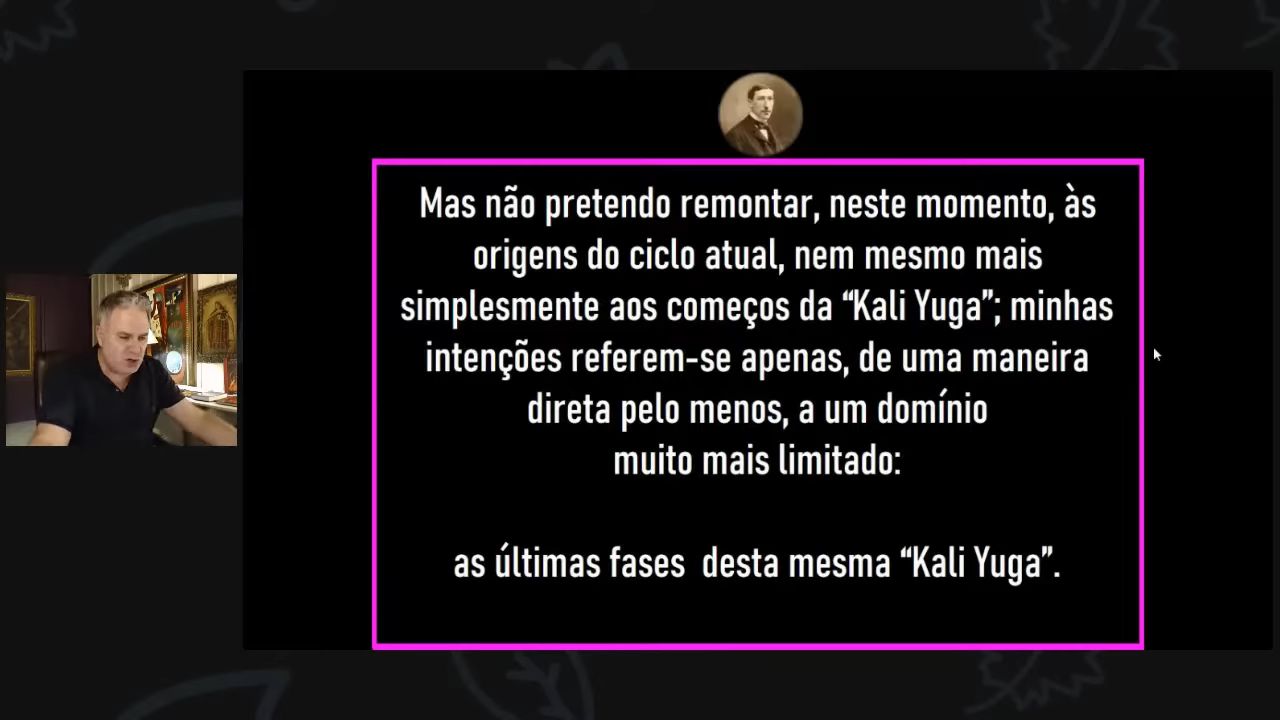 Mas não pretendo remontar, neste momento, às
origens do ciclo atual, nem mesmo mais
simplesmente aos começos da “Kali Yuga”; minhas
intenções referem-se apenas, de uma maneira
direta pelo menos, a um domínio
muito mais limitado:
as últimas fases desta mesma “Kali Yuga”.